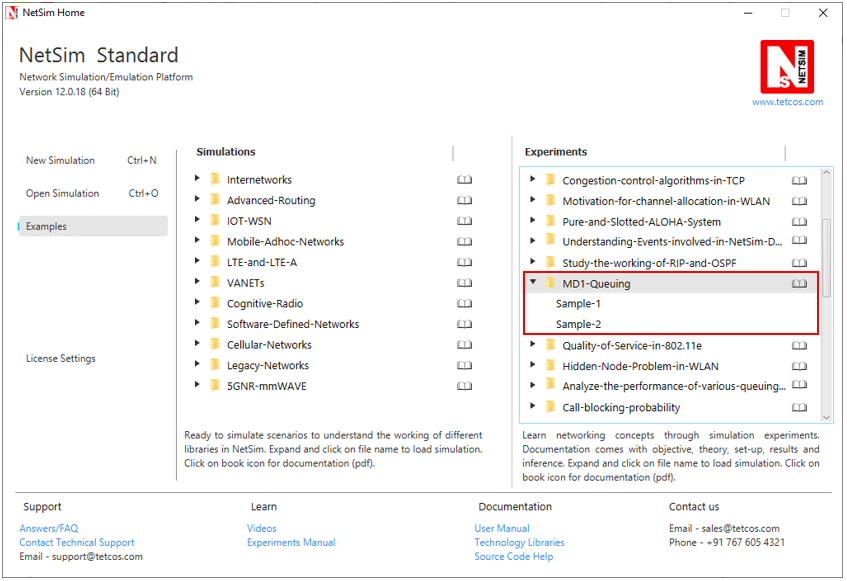 NetSim Home
NetSim Standard
Network Simulation/Emulation Platform
Version 12.0.18 (64 Bit)
NETSIM
NS
www.tetcos.com
New Simulation Ctrl+N
Open Simulation Ctrl+O
Examples
License Settings
Simulations
Internetworks
Advanced-Routing
IOT-WSN
Mobile-Adhoc-Networks
LTE-and-LTE-A
VANETs
Cognitive-Radio
Software-Defined-Networks
Cellular-Networks
Legacy-Networks
5GNR-mmWAVE
Ready to simulate scenarios to understand the working of different
libraries in NetSim. Expand and click on file name to load simulation.
Click on book icon for documentation (pdf).
Experiments
Congestion-control-algorithms-in-TCP
Motivation-for-channel-allocation-in-WLAN
Pure-and-Slotted-ALOHA-System
Understanding-Events-involved-in-NetSim-D...
Study-the-working-of-RIP-and-OSPF
MD1-Queuing
Sample-1
Sample-2
Quality-of-Service-in-802.11e
Hidden-Node-Problem-in-WLAN
Analyze-the-performance-of-various-queuing...
Call-blocking-probability
Learn networking concepts through simulation experiments.
Documentation comes with objective, theory, set-up, results and
inference. Expand and click on file name to load simulation. Click on
book icon for documentation (pdf).
Support
Answers/FAQ
Contact Technical Support
Email - support@tetcos.com
Learn
Videos
Experiments Manual
Documentation
User Manual
Technology Libraries
Source Code Help
Contact us
Email - sales@tetcos.com
Phone - +91 767 605 4321